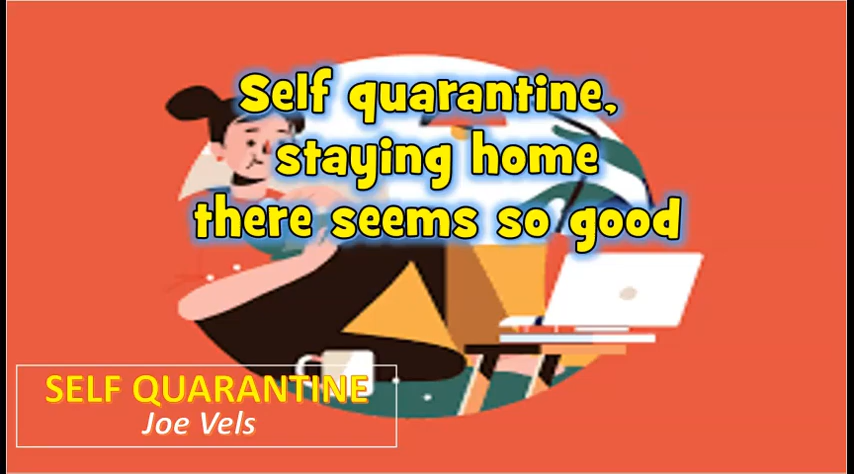 Self quarantine,
staying home
there seems so good
SELF QUARANTINE
Joe Vels